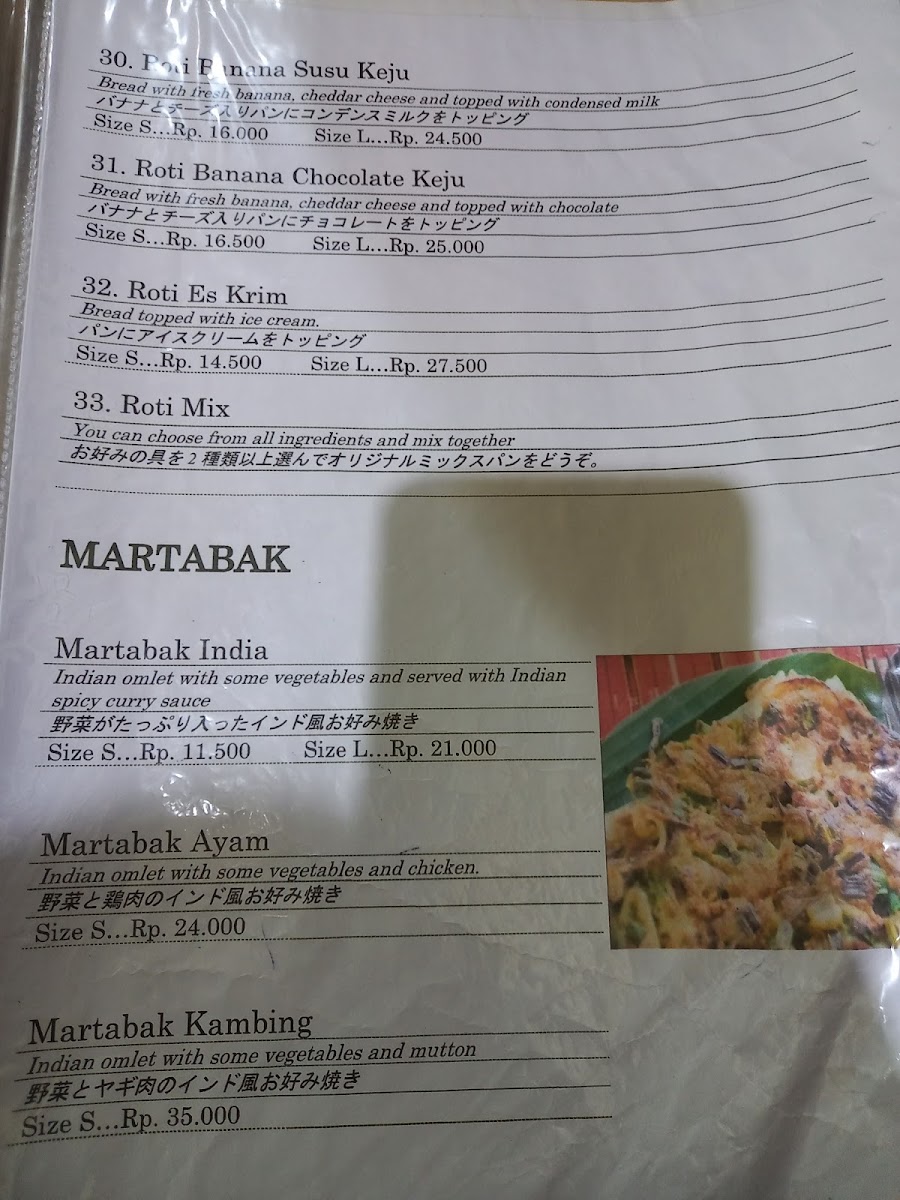 30. Roti Banana Susu Keju
Bread with fresh banana, cheddar cheese and topped with condensed milk
バナナとチーズ入りパンにコンデンスミルクをトッピング
Size S...Rp. 16.000 Size L...Rp. 24.500
31. Roti Banana Chocolate Keju
Bread with fresh banana, cheddar cheese and topped with chocolate
バナナとチーズ入りパンにチョコレートをトッピング
Size S...Rp. 16.500 Size L...Rp. 25.000
32. Roti Es Krim
Bread topped with ice cream.
パンにアイスクリームをトッピング
Size S...Rp. 14.500 Size L...Rp. 27.500
33. Roti Mix
You can choose from all ingredients and mix together
お好みの具を2種類以上選んでオリジナルミックスパンをどうぞ。
MARTABAK
Martabak India
Indian omlet with some vegetables and served with Indian
spicy curry sauce
野菜がたっぷり入ったインド風お好み焼き
Size S...Rp. 11.500 Size L...Rp. 21.000
Martabak Ayam
Indian omlet with some vegetables and chicken.
野菜と鶏肉のインド風お好み焼き
Size S...Rp. 24.000
Martabak Kambing
Indian omlet with some vegetables and mutton
野菜とヤギ肉のインド風お好み焼き
Size S...Rp. 35.000